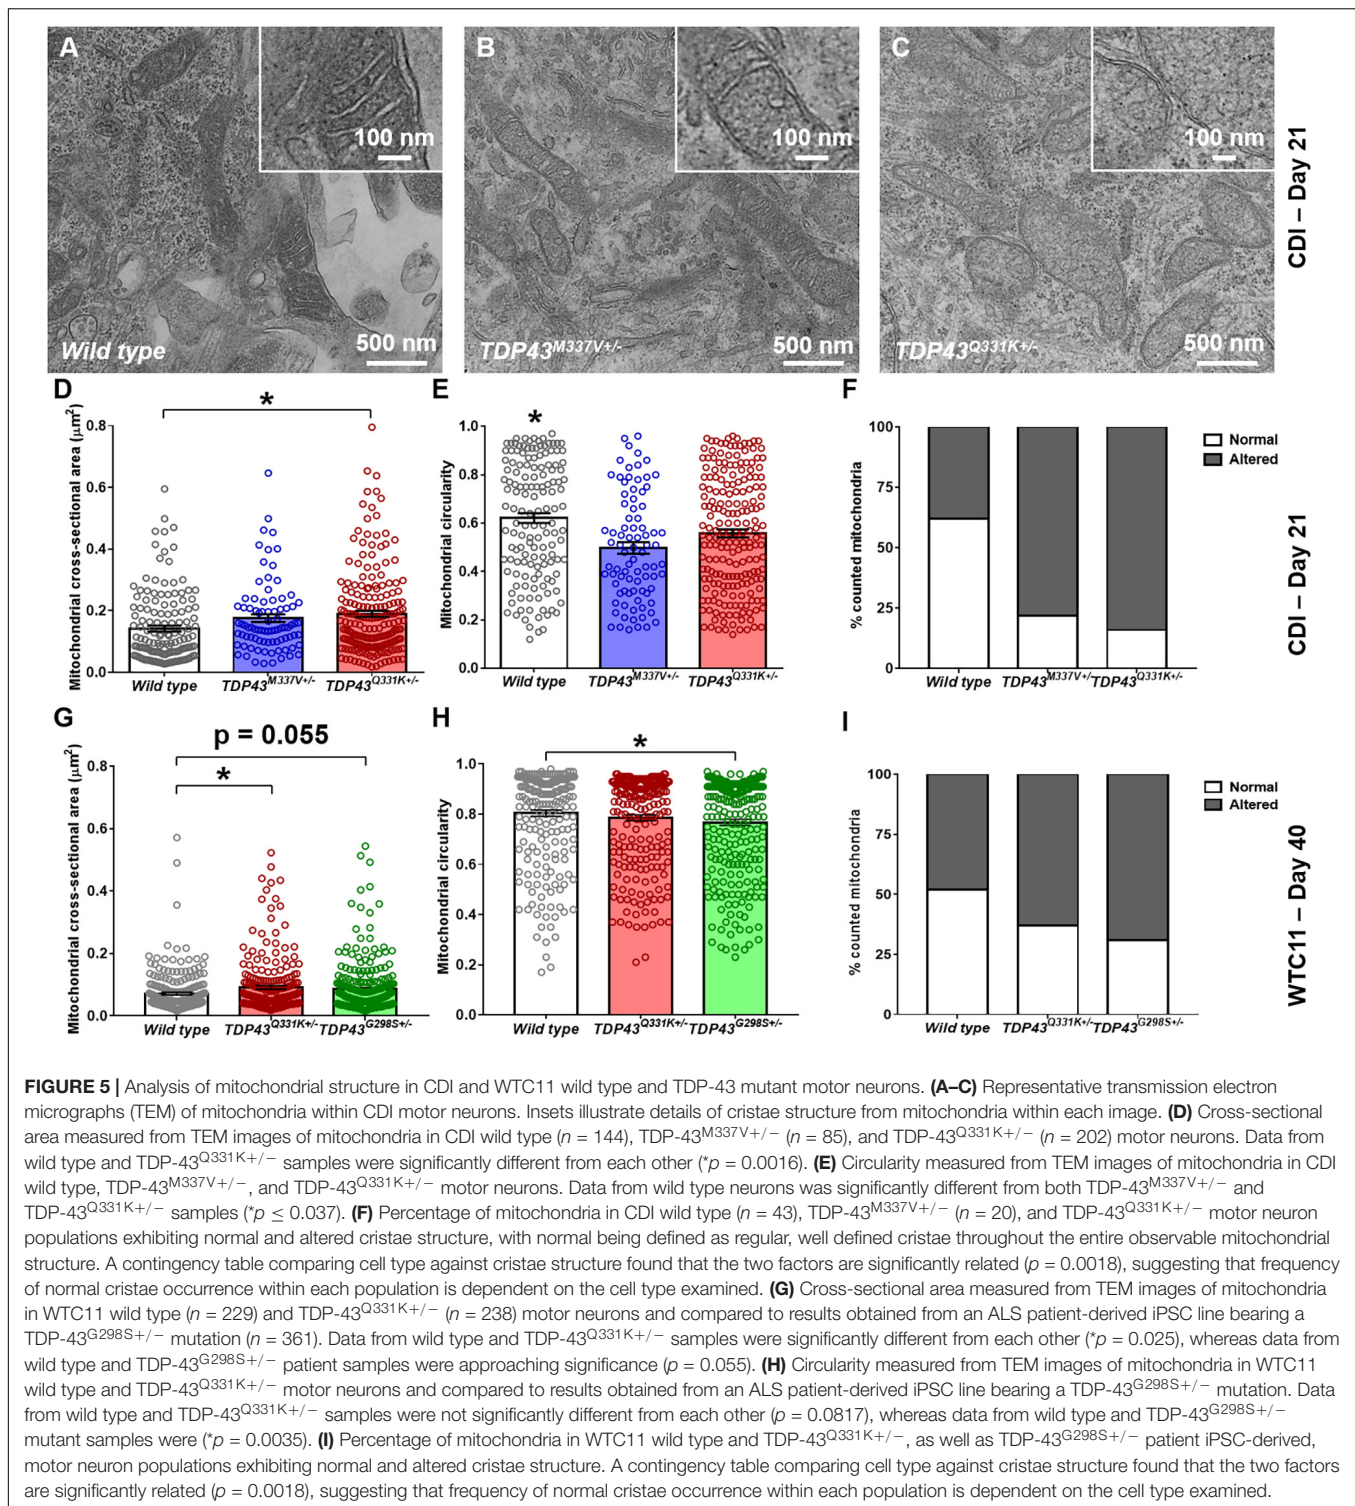 A
100 nm
Wild type
500 nm
B
100 nm
TDP43M337V+/-
500 nm
C
100 nm
TDP43Q331K+/-
500 nm
CDI – Day 21
D
*
Mitochondrial cross-sectional area (μm2)
0.8
0.6
0.4
0.2
0.0
Wild type
TDP43M337V+/-
TDP43Q331K+/-
E
*
Mitochondrial circularity
1.0
0.8
0.6
0.4
0.2
0.0
Wild type
TDP43M337V+/-
TDP43Q331K+/-
F
% counted mitochondria
100
75
50
25
0
Wild type
TDP43M337V+/-
TDP43Q331K+/-
Normal
Altered
CDI – Day 21
G
p = 0.055
*
Mitochondrial cross-sectional area (μm2)
0.8
0.6
0.4
0.2
0.0
Wild type
TDP43Q331K+/-
TDP43G298S+/-
H
*
Mitochondrial circularity
1.0
0.8
0.6
0.4
0.2
0.0
Wild type
TDP43Q331K+/-
TDP43G298S+/-
I
% counted mitochondria
100
75
50
25
0
Wild type
TDP43Q331K+/-
TDP43G298S+/-
Normal
Altered
WTC11 – Day 40
FIGURE 5 | Analysis of mitochondrial structure in CDI and WTC11 wild type and TDP-43 mutant motor neurons. (A–C) Representative transmission electron
micrographs (TEM) of mitochondria within CDI motor neurons. Insets illustrate details of cristae structure from mitochondria within each image. (D) Cross-sectional
area measured from TEM images of mitochondria in CDI wild type (n = 144), TDP-43M337V+/− (n = 85), and TDP-43Q331K+/− (n = 202) motor neurons. Data from
wild type and TDP-43Q331K+/− samples were significantly different from each other (*p = 0.0016). (E) Circularity measured from TEM images of mitochondria in CDI
wild type, TDP-43M337V+/−, and TDP-43Q331K+/− motor neurons. Data from wild type neurons was significantly different from both TDP-43M337V+/− and
TDP-43Q331K+/− samples (*p ≤ 0.037). (F) Percentage of mitochondria in CDI wild type (n = 43), TDP-43M337V+/− (n = 20), and TDP-43Q331K+/− motor neuron
populations exhibiting normal and altered cristae structure, with normal being defined as regular, well defined cristae throughout the entire observable mitochondrial
structure. A contingency table comparing cell type against cristae structure found that the two factors are significantly related (p = 0.0018), suggesting that frequency
of normal cristae occurrence within each population is dependent on the cell type examined. (G) Cross-sectional area measured from TEM images of mitochondria
in WTC11 wild type (n = 229) and TDP-43Q331K+/− (n = 238) motor neurons and compared to results obtained from an ALS patient-derived iPSC line bearing a
TDP-43G298S+/− mutation (n = 361). Data from wild type and TDP-43Q331K+/− samples were significantly different from each other (*p = 0.025), whereas data from
wild type and TDP-43G298S+/− patient samples were approaching significance (p = 0.055). (H) Circularity measured from TEM images of mitochondria in WTC11
wild type and TDP-43Q331K+/− motor neurons and compared to results obtained from an ALS patient-derived iPSC line bearing a TDP-43G298S+/− mutation. Data
from wild type and TDP-43Q331K+/− samples were not significantly different from each other (p = 0.0817), whereas data from wild type and TDP-43G298S+/−
mutant samples were (*p = 0.0035). (I) Percentage of mitochondria in WTC11 wild type and TDP-43Q331K+/−, as well as TDP-43G298S+/− patient iPSC-derived,
motor neuron populations exhibiting normal and altered cristae structure. A contingency table comparing cell type against cristae structure found that the two factors
are significantly related (p = 0.0018), suggesting that frequency of normal cristae occurrence within each population is dependent on the cell type examined.